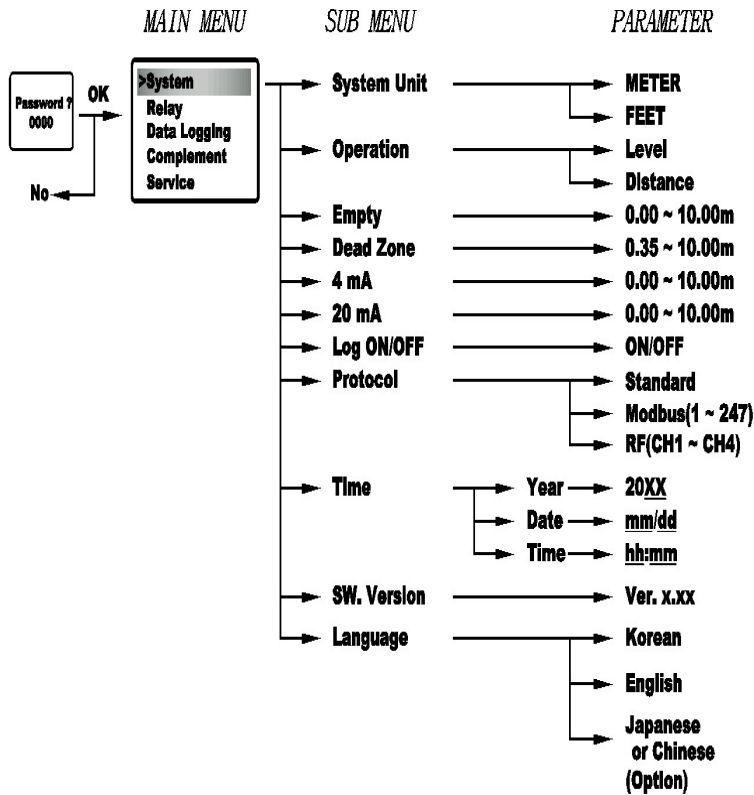 MAIN MENU SUB MENU PARAMETER
Password ?
0000
OK
No
>System
Relay
Data Logging
Complement
Service
System Unit METER
FEET
Operation Level
Distance
Empty 0.00 ~ 10.00m
Dead Zone 0.35 ~ 10.00m
4 mA 0.00 ~ 10.00m
20 mA 0.00 ~ 10.00m
Log ON/OFF ON/OFF
Protocol Standard
Modbus(1 ~ 247)
RF(CH1 ~ CH4)
Time Year 20XX
Date mm/dd
Time hh:mm
SW. Version Ver. x.xx
Language Korean
English
Japanese
or Chinese
(Option)